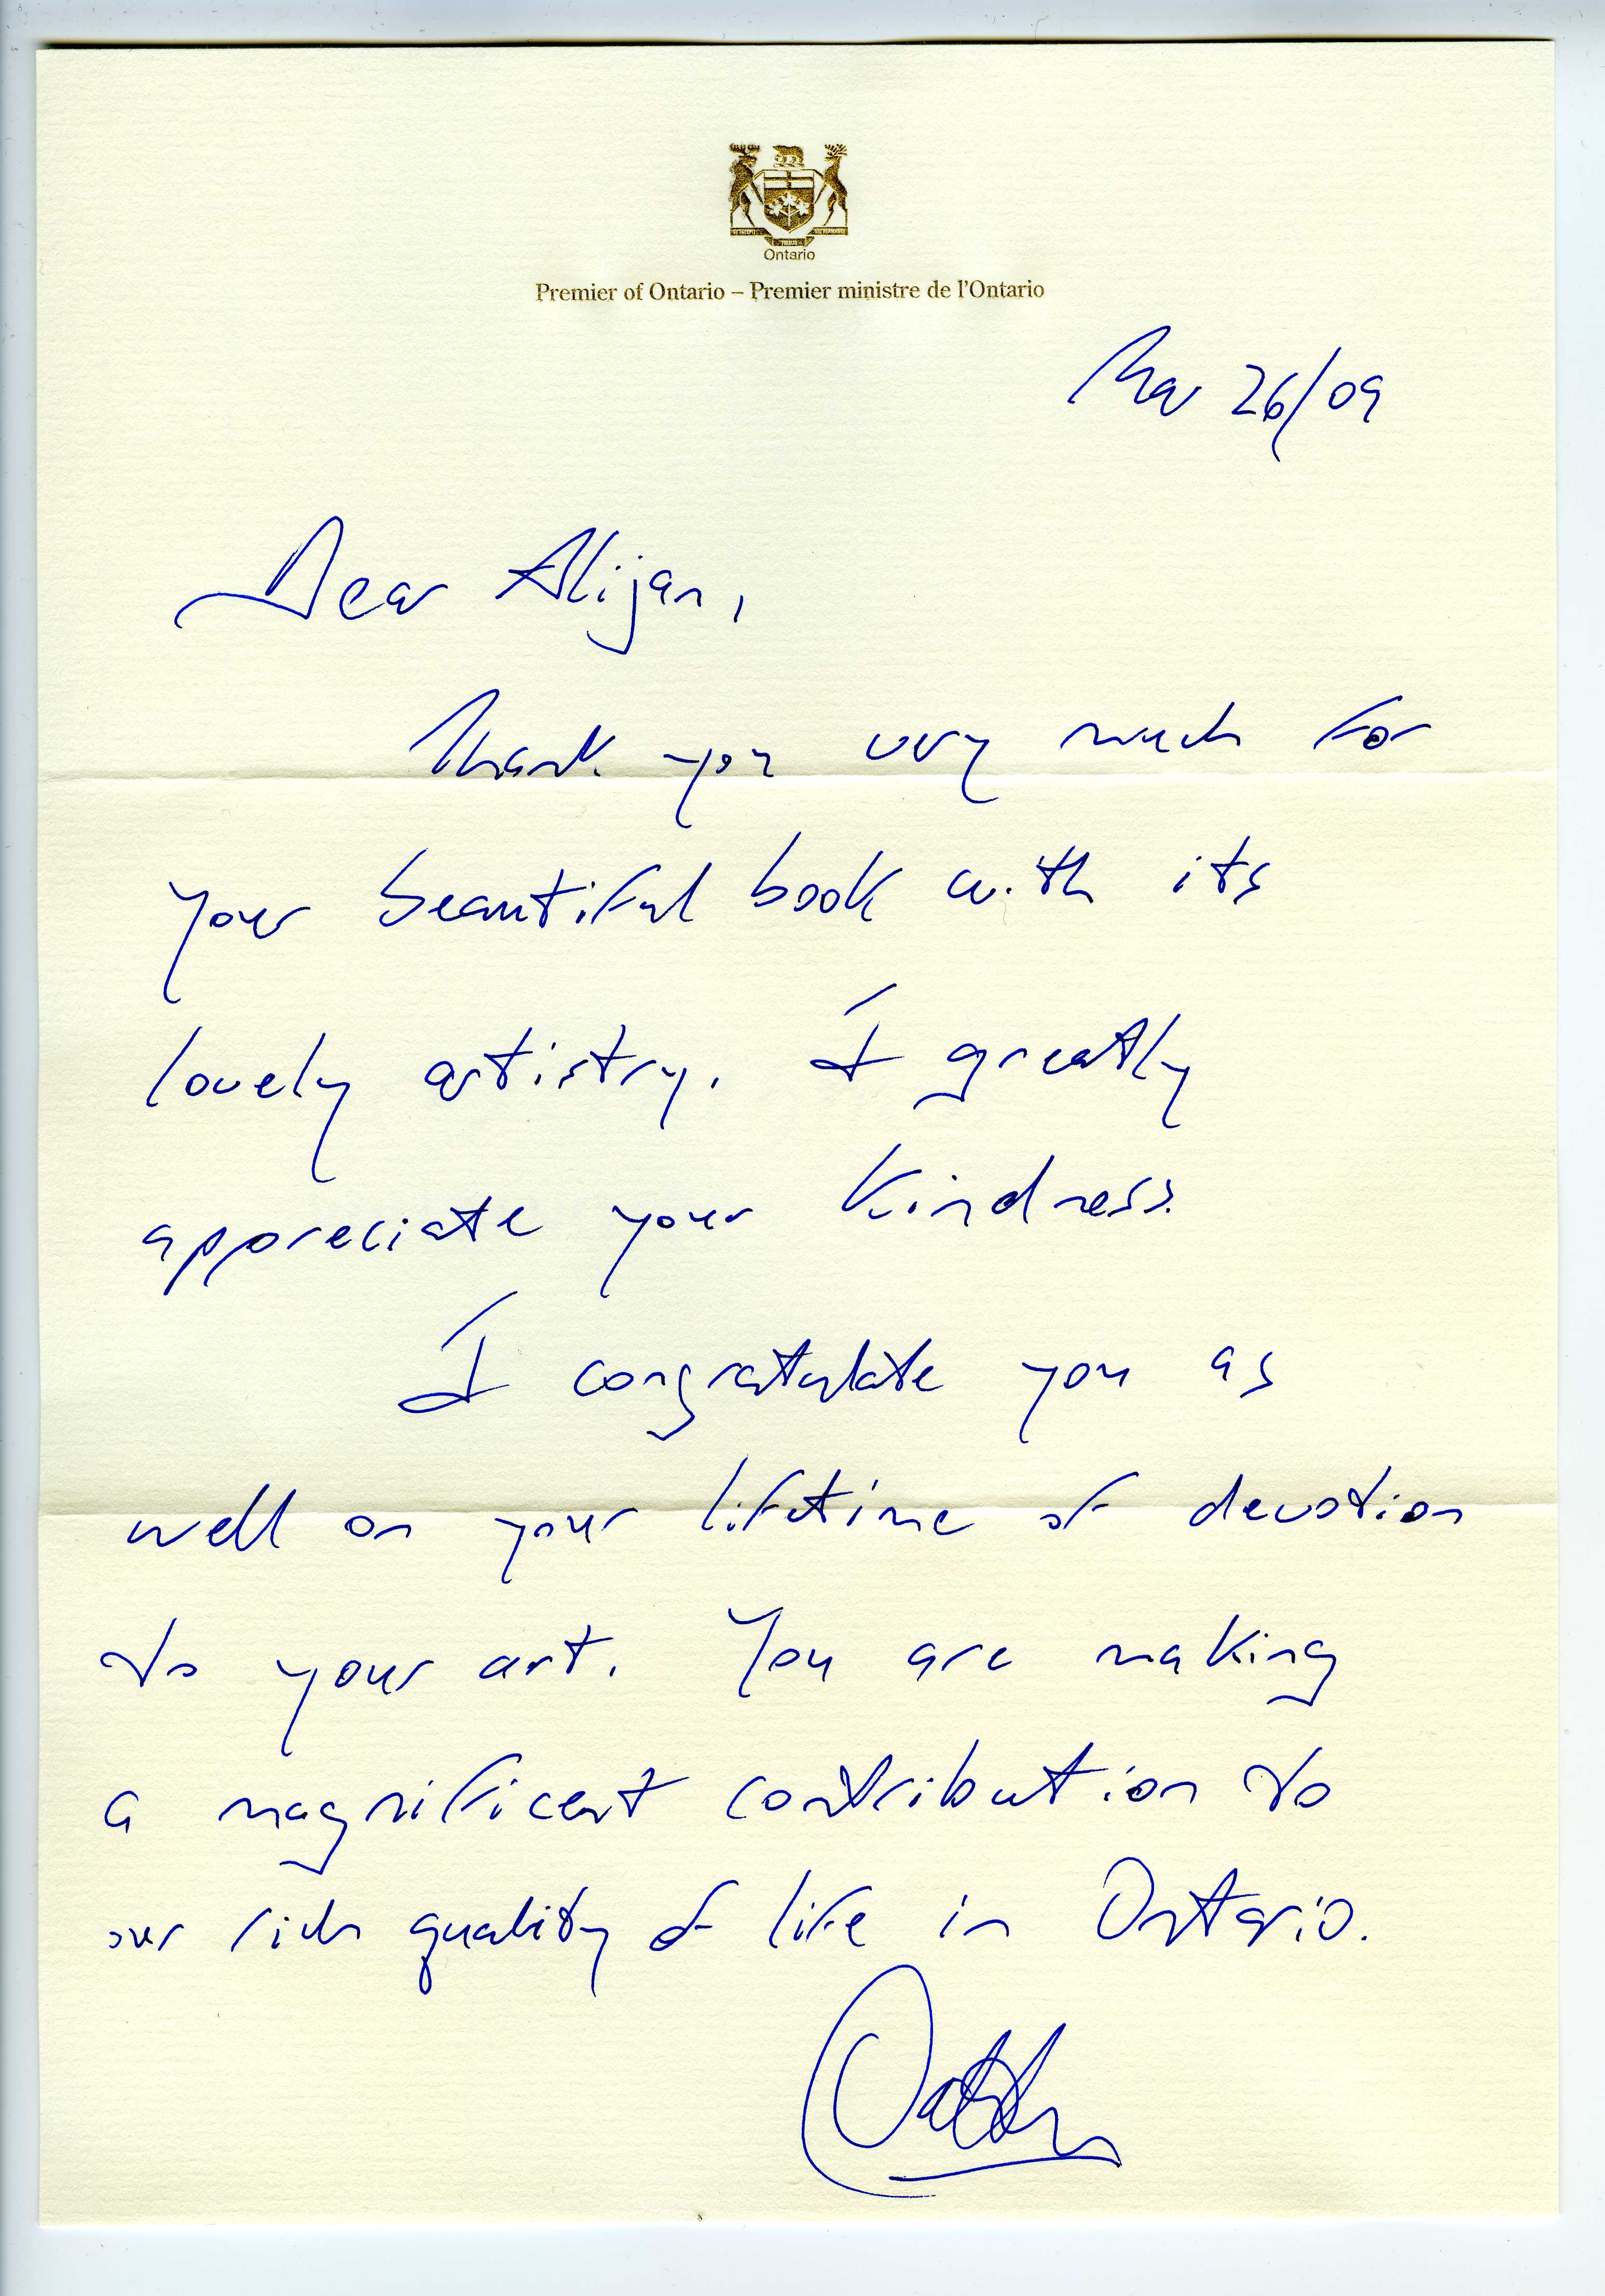 Ontario
Premier of Ontario – Premier ministre de l'Ontario
Mar 26/09
Dear Alijan,
Thank you very much for
your beautiful book with its
lovely artistry. I greatly
appreciate your kindness.
I congratulate you as
well on your lifetime of devotion
to your art. You are making
a magnificent contribution to
our rich quality of life in Ontario.